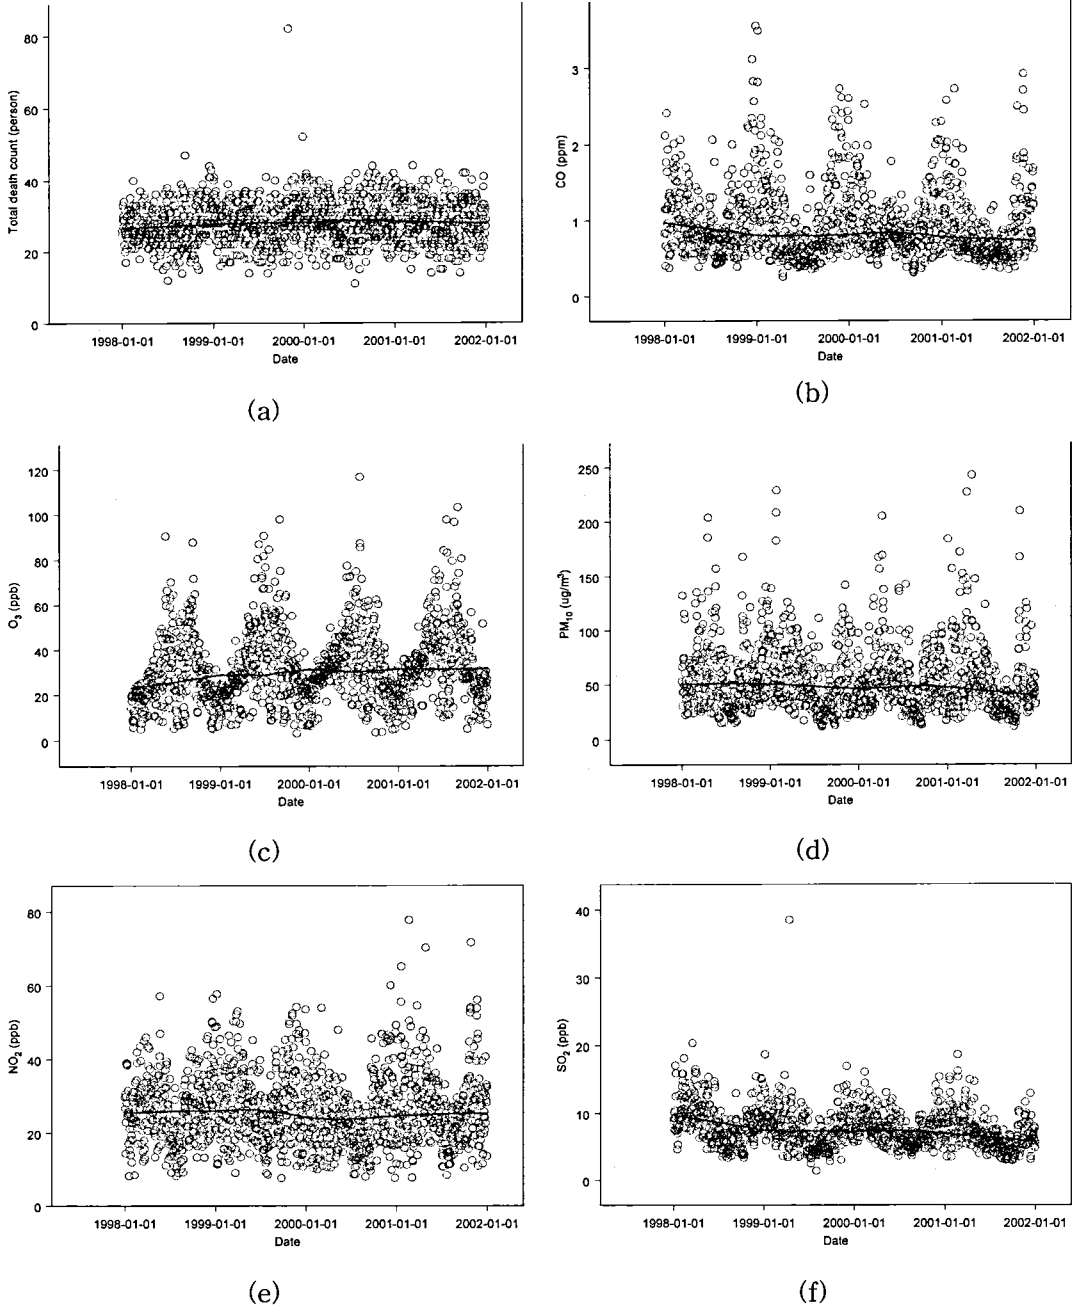 80
60
40
20
0
Total death count (person)
1998-01-01 1999-01-01 2000-01-01 2001-01-01 2002-01-01
Date
(a)
3
2
1
0
CO (ppm)
1998-01-01 1999-01-01 2000-01-01 2001-01-01 2002-01-01
Date
(b)
120
100
80
60
40
20
0
O3 (ppb)
1998-01-01 1999-01-01 2000-01-01 2001-01-01 2002-01-01
Date
(c)
250
200
150
100
50
0
PM10 (ug/m³)
1998-01-01 1999-01-01 2000-01-01 2001-01-01 2002-01-01
Date
(d)
80
60
40
20
0
NO2 (ppb)
1998-01-01 1999-01-01 2000-01-01 2001-01-01 2002-01-01
Date
(e)
40
30
20
10
0
SO2 (ppb)
1998-01-01 1999-01-01 2000-01-01 2001-01-01 2002-01-01
Date
(f)